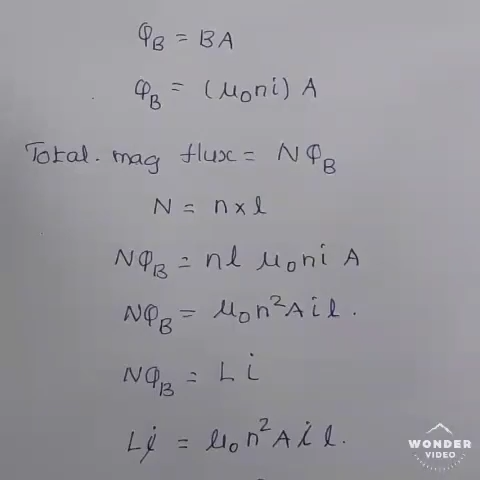 φB = BA
φB = (μ0ni) A
Total. mag flux = NφB
N = n×l
NφB = nl μ0ni A
NφB = μ0n²Ail.
NφB = Li
Li = μ0n²Ail.
WONDER
VIDEO